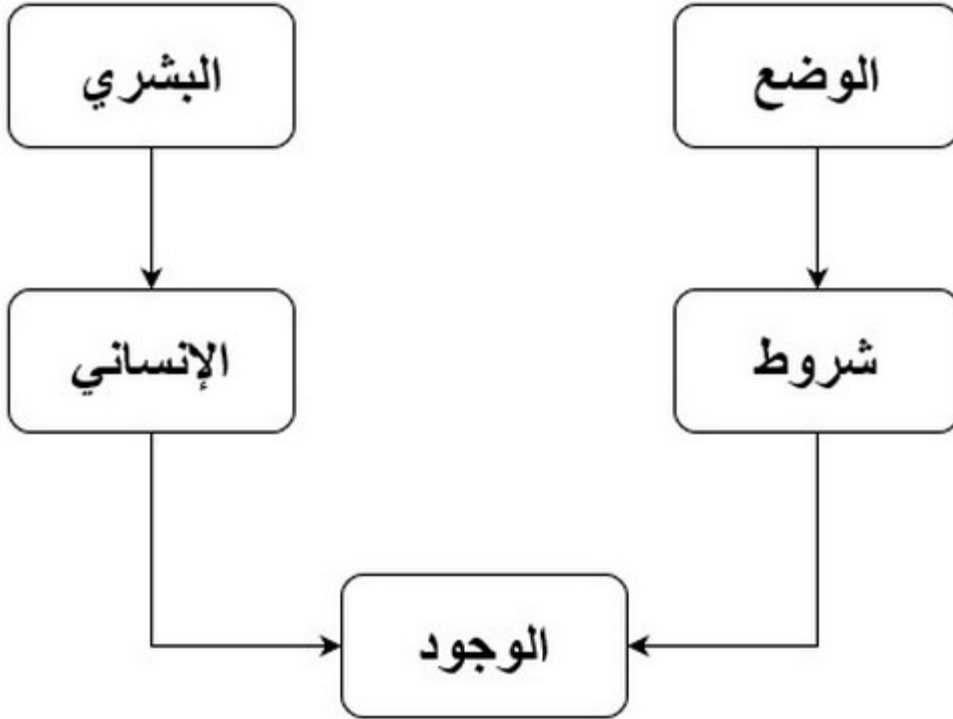 الوضع
البشري
شروط
الإنساني
الوجود